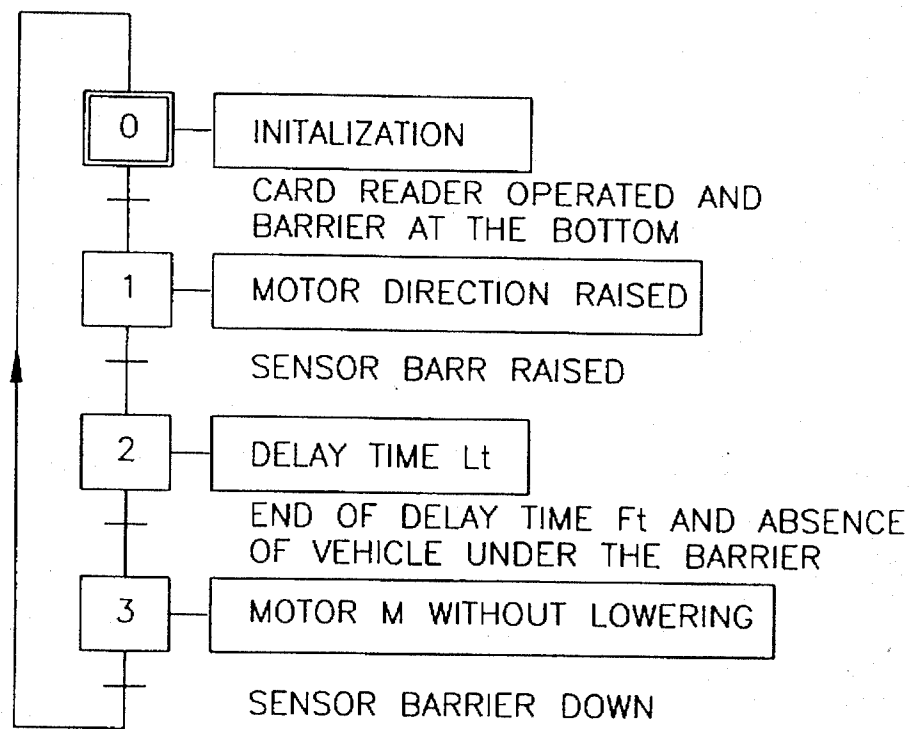 0
INITALIZATION
CARD READER OPERATED AND
BARRIER AT THE BOTTOM
1
MOTOR DIRECTION RAISED
SENSOR BARR RAISED
2
DELAY TIME Lt
END OF DELAY TIME Ft AND ABSENCE
OF VEHICLE UNDER THE BARRIER
3
MOTOR M WITHOUT LOWERING
SENSOR BARRIER DOWN